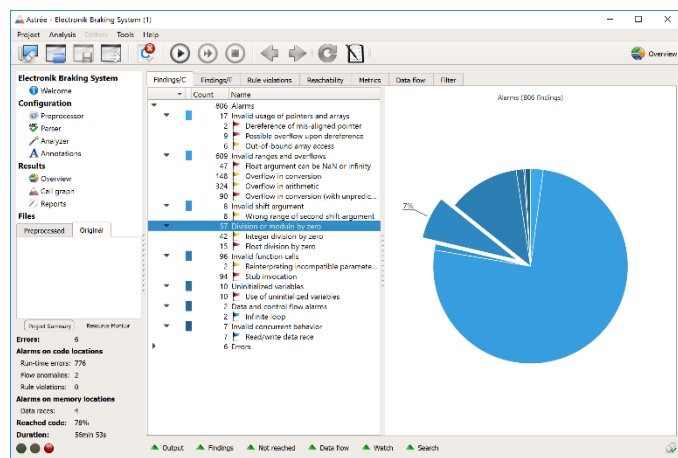 Astrée - Electronik Braking System (1)
Project Analysis Editors Tools Help
Overview
Electronik Braking System
Welcome
Configuration
Preprocessor
Parser
Analyzer
Annotations
Results
Overview
Call graph
Reports
Files
Preprocessed Original
Project Summary Resource Monitor
Errors: 6
Alarms on code locations
Run-time errors: 776
Flow anomalies: 2
Rule violations: 0
Alarms on memory locations
Data races: 4
Reached code: 78%
Duration: 56min 53s
Findings/C Findings/F Rule violations Reachability Metrics Data flow Filter
Count Name
806 Alarms
17 Invalid usage of pointers and arrays
2 Dereference of mis-aligned pointer
9 Possible overflow upon dereference
6 Out-of-bound array access
609 Invalid ranges and overflows
47 Float argument can be NaN or infinity
148 Overflow in conversion
324 Overflow in arithmetic
90 Overflow in conversion (with unpredic...
8 Invalid shift argument
8 Wrong range of second shift argument
57 Division or modulo by zero
42 Integer division by zero
15 Float division by zero
96 Invalid function calls
2 Reinterpreting incompatible paramete...
94 Stub invocation
10 Uninitialized variables
10 Use of uninitialized variables
2 Data and control flow alarms
2 Infinite loop
7 Invalid concurrent behavior
7 Read/write data race
6 Errors
Alarms (806 findings)
7%
Output Findings Not reached Data flow Watch Search